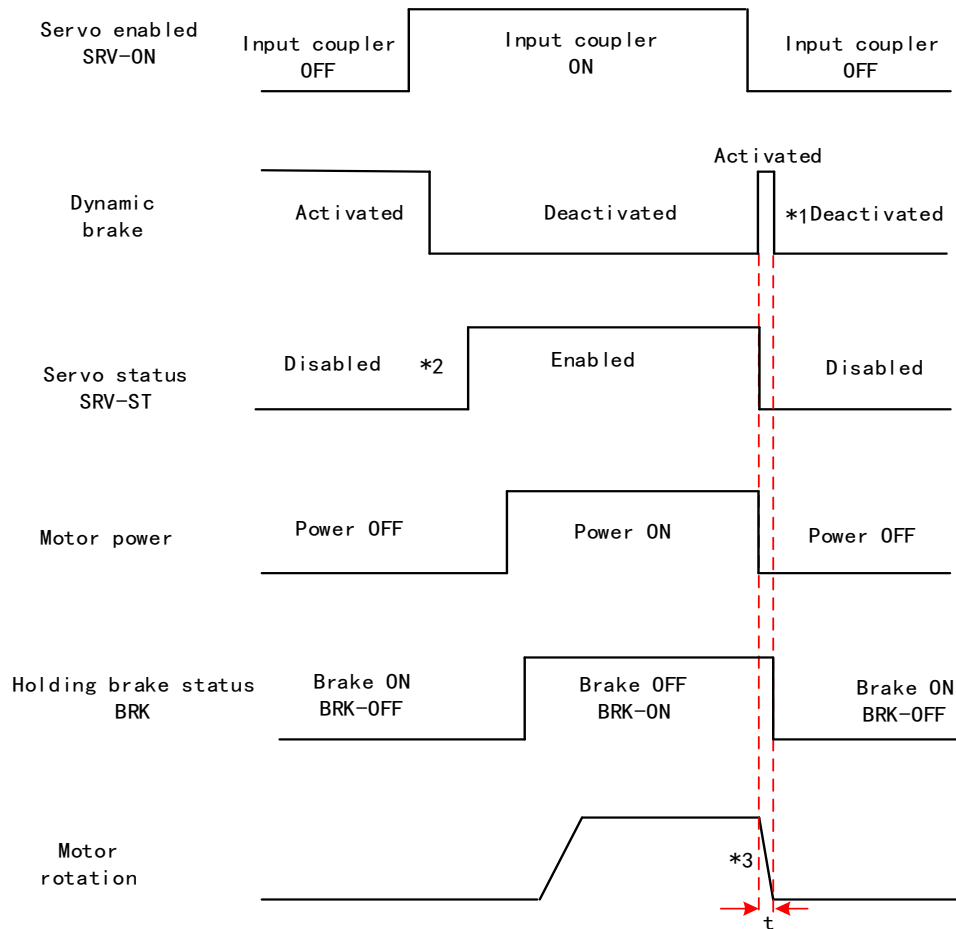 Servo enabled
SRV-ON
Input coupler
OFF
Input coupler
ON
Input coupler
OFF
Activated
Dynamic
brake
Activated
Deactivated
*1Deactivated
Servo status
SRV-ST
Disabled
*2
Enabled
Disabled
Motor power
Power OFF
Power ON
Power OFF
Holding brake status
BRK
Brake ON
BRK-OFF
Brake OFF
BRK-ON
Brake ON
BRK-OFF
Motor
rotation
*3
t